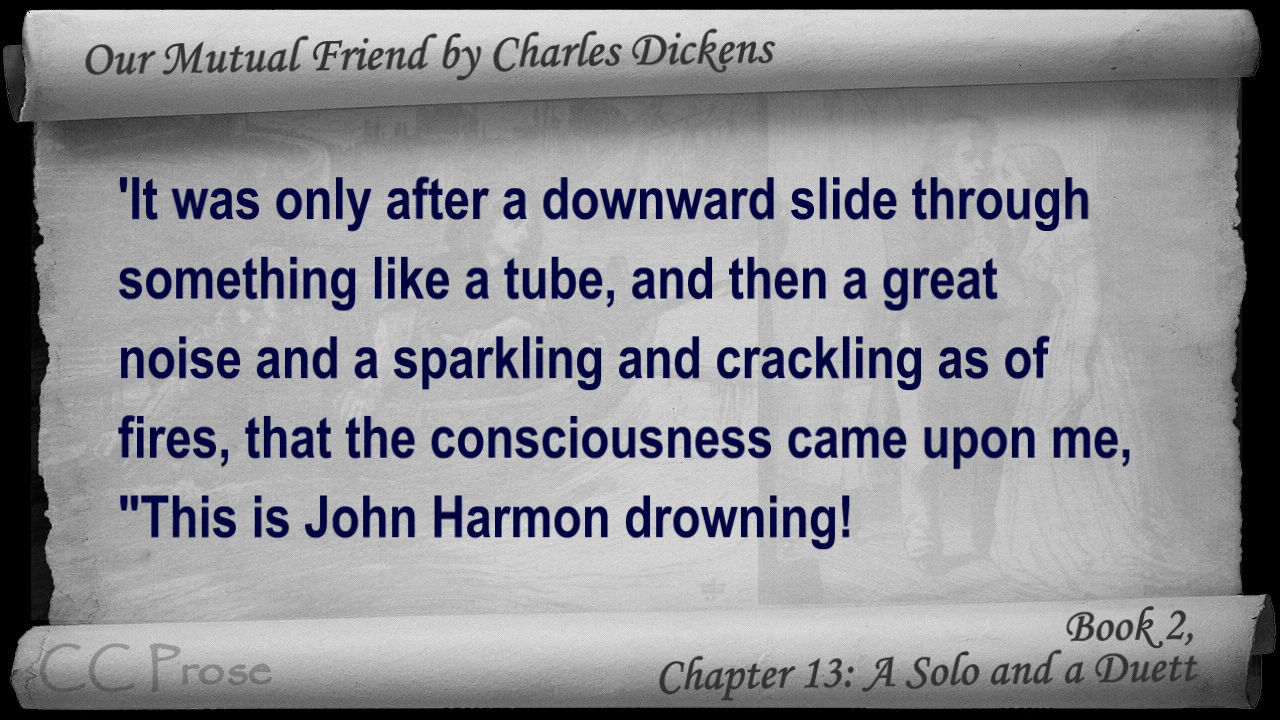 Our Mutual Friend by Charles Dickens
'It was only after a downward slide through
something like a tube, and then a great
noise and a sparkling and crackling as of
fires, that the consciousness came upon me,
"This is John Harmon drowning!
Book 2,
Chapter 13: A Solo and a Duett
CC Prose